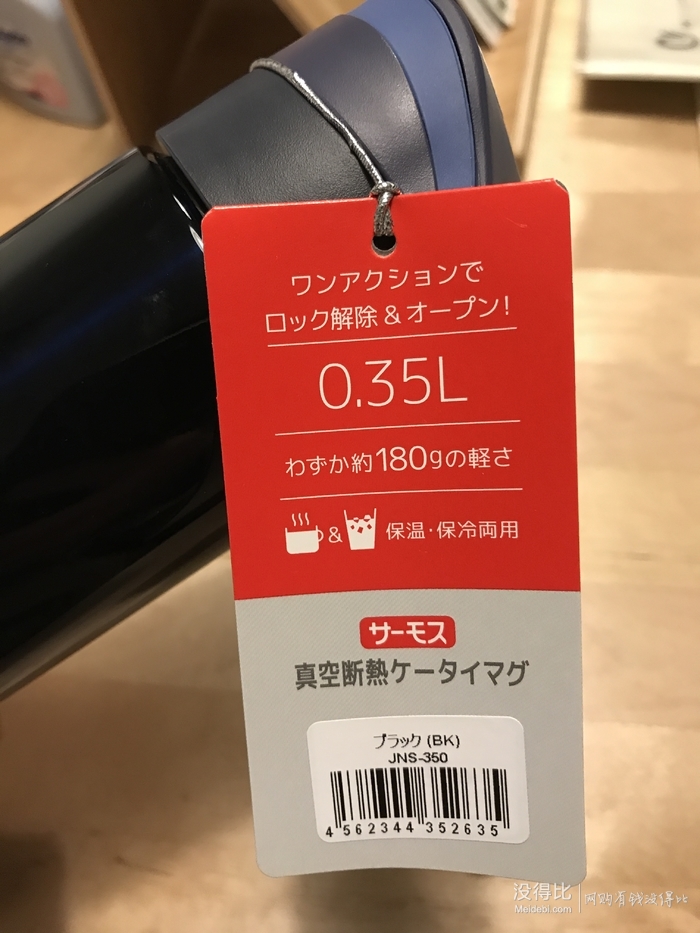 ワンアクションで
ロック解除&オープン!
0.35L
わずか約180gの軽さ
& 保温・保冷両用
サーモス
真空断熱ケータイマグ
ブラック(BK)
JNS-350
4 562344 352635
没得比
Meidebi.com
网购有钱没得比